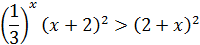 (1/3)^x (x + 2)² > (2 + x)²